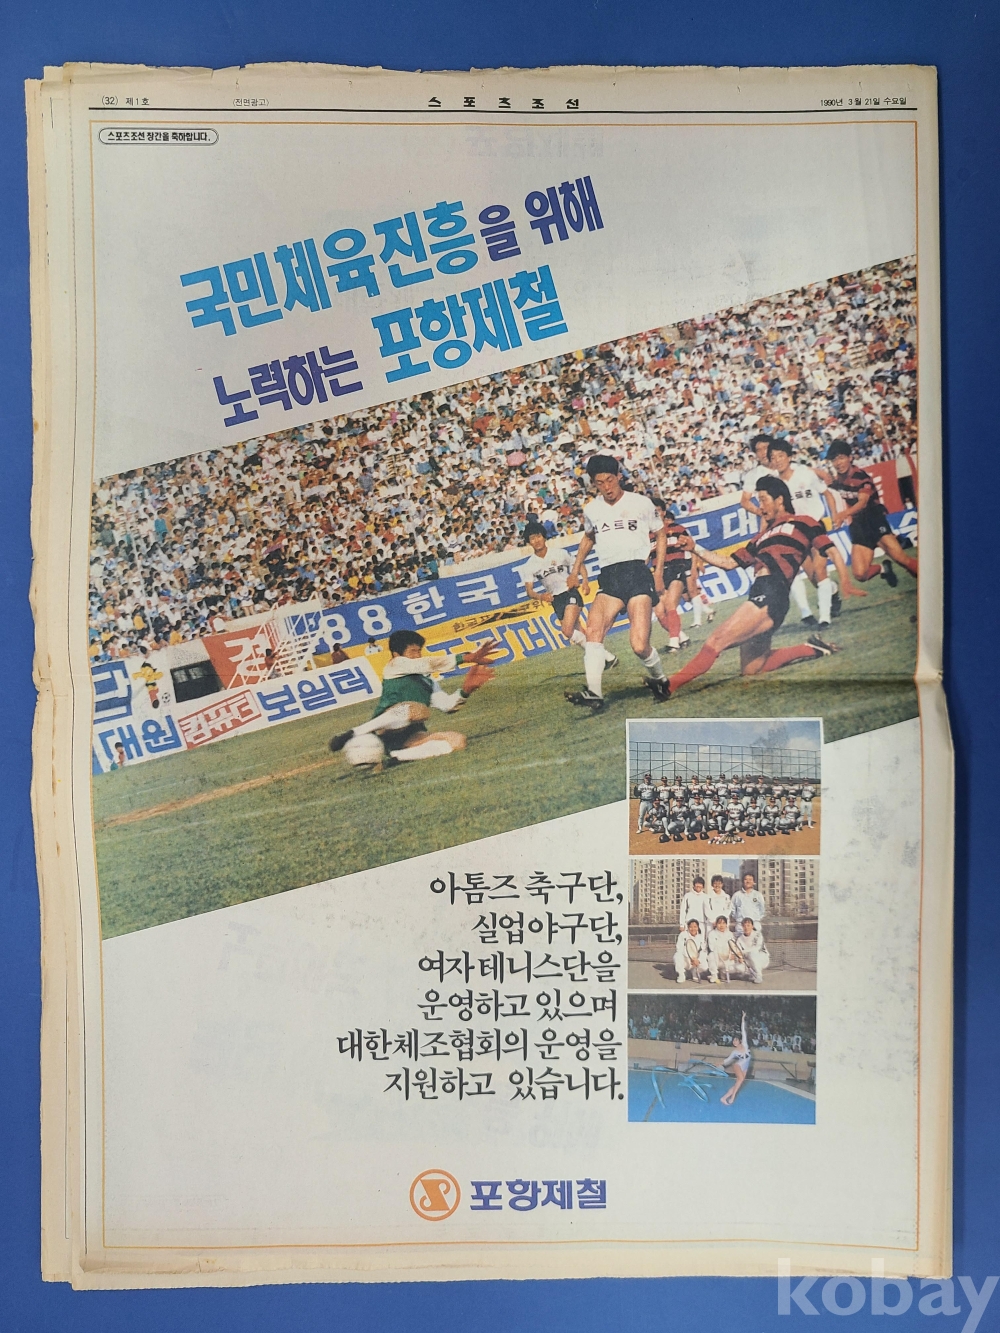 (32) 제1호 (전면광고) 스포츠조선 1990년 3월 21일 수요일
스포츠조선 창간을 축하합니다.
국민체육진흥을 위해
노력하는 포항제철
88한국
대원 컴퓨터 보일러
아톰즈 축구단,
실업야구단,
여자테니스단을
운영하고 있으며
대한체조협회의 운영을
지원하고 있습니다.
포항제철
kobay